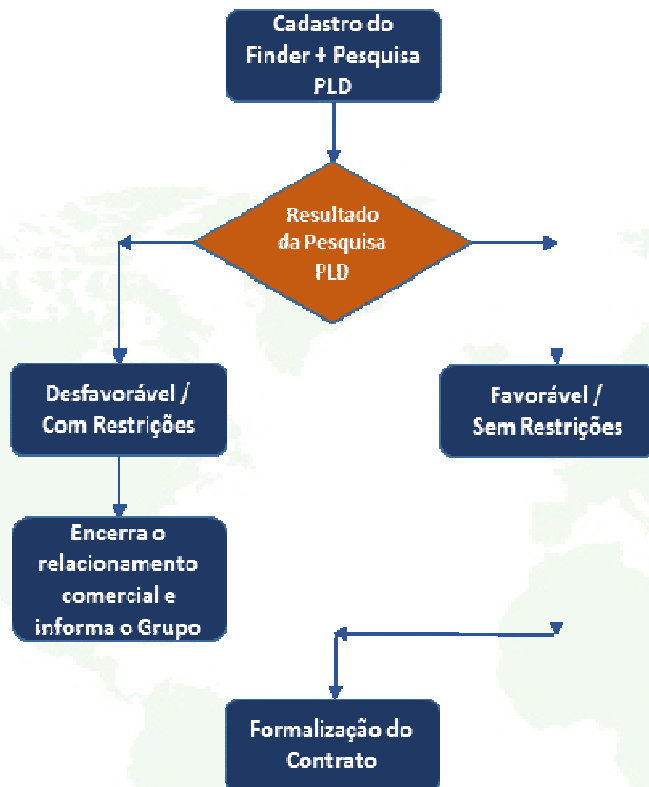 Cadastro do
Finder + Pesquisa
PLD
Resultado
da Pesquisa
PLD
Desfavorável /
Com Restrições
Favorável /
Sem Restrições
Encerra o
relacionamento
comercial e
informa o Grupo
Formalização do
Contrato